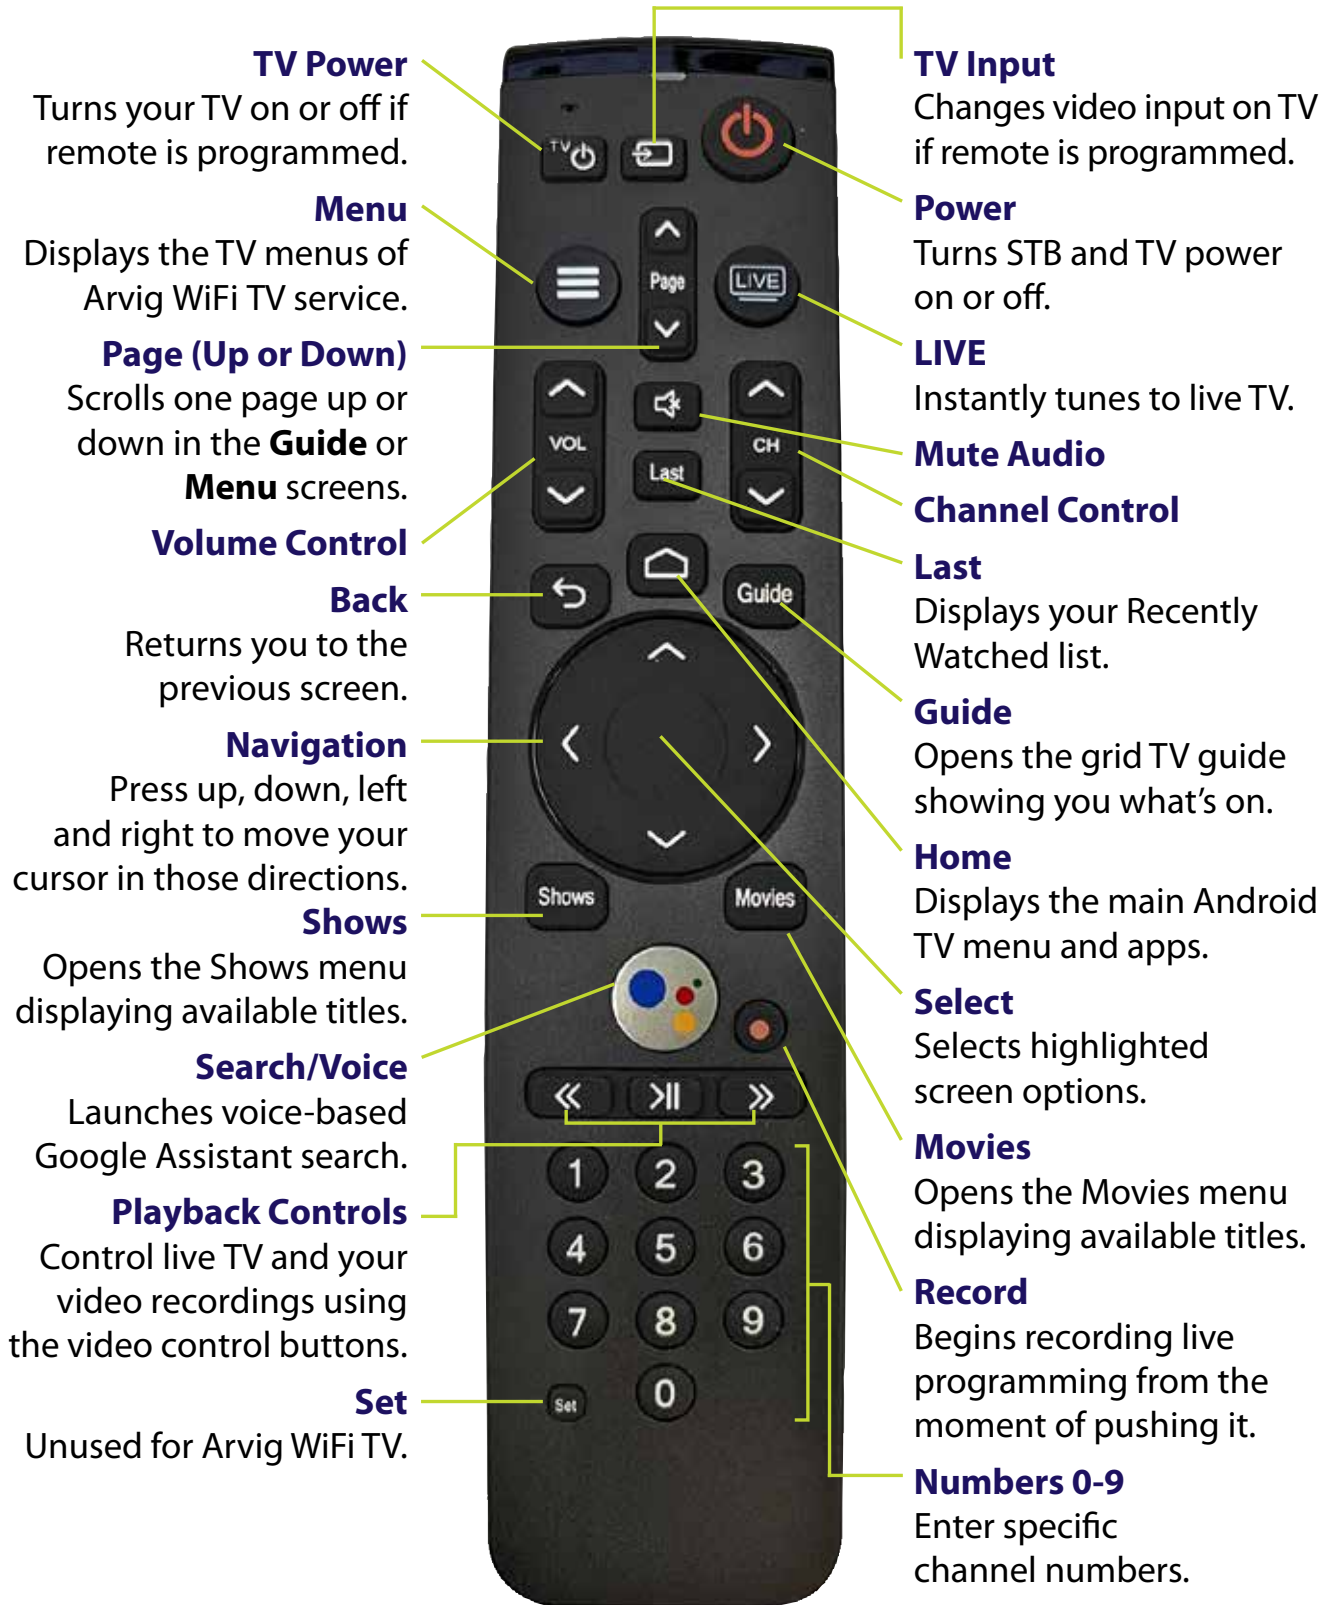 TV Power
Turns your TV on or off if
remote is programmed.
Menu
Displays the TV menus of
Arvig WiFi TV service.
Page (Up or Down)
Scrolls one page up or
down in the Guide or
Menu screens.
Volume Control
Back
Returns you to the
previous screen.
Navigation
Press up, down, left
and right to move your
cursor in those directions.
Shows
Opens the Shows menu
displaying available titles.
Search/Voice
Launches voice-based
Google Assistant search.
Playback Controls
Control live TV and your
video recordings using
the video control buttons.
Set
Unused for Arvig WiFi TV.
TV
Page
LIVE
VOL
CH
Last
Guide
Shows
Movies
1 2 3
4 5 6
7 8 9
Set 0
TV Input
Changes video input on TV
if remote is programmed.
Power
Turns STB and TV power
on or off.
LIVE
Instantly tunes to live TV.
Mute Audio
Channel Control
Last
Displays your Recently
Watched list.
Guide
Opens the grid TV guide
showing you what's on.
Home
Displays the main Android
TV menu and apps.
Select
Selects highlighted
screen options.
Movies
Opens the Movies menu
displaying available titles.
Record
Begins recording live
programming from the
moment of pushing it.
Numbers 0-9
Enter specific
channel numbers.